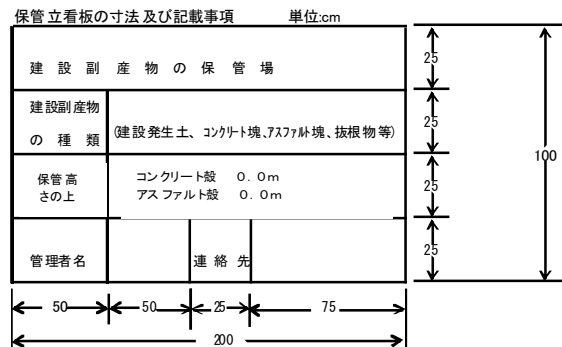 保管立看板の寸法及び記載事項 単位:cm
建設副産物の保管場
建設副産物
の種類
(建設発生土、コンクリート塊、アスファルト塊、抜根物等)
保管高
さの上
コンクリート殻 0.0m
アスファルト殻 0.0m
管理者名
連絡先
25
25
25
25
100
50
50
25
75
200